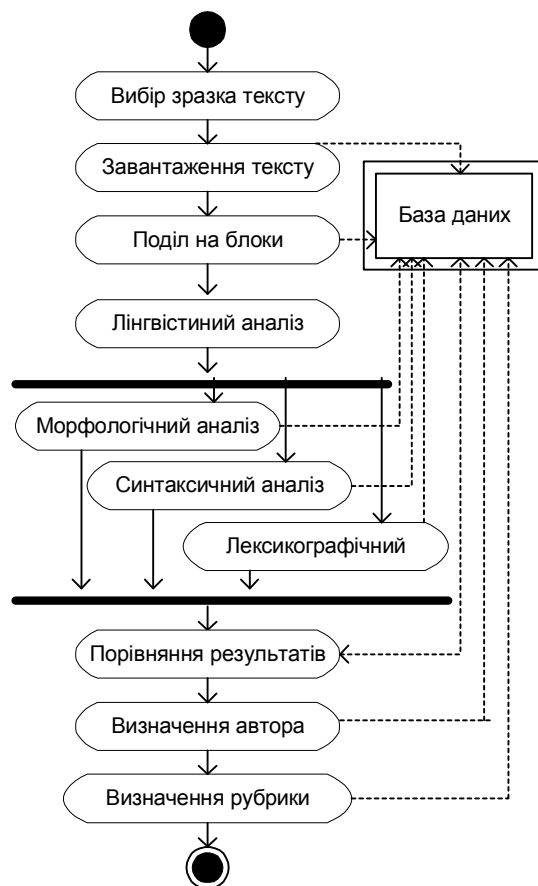 Вибір зразка тексту
Завантаження тексту
База даних
Поділ на блоки
Лінгвістиний аналіз
Морфологічний аналіз
Синтаксичний аналіз
Лексикографічний
Порівняння результатів
Визначення автора
Визначення рубрики